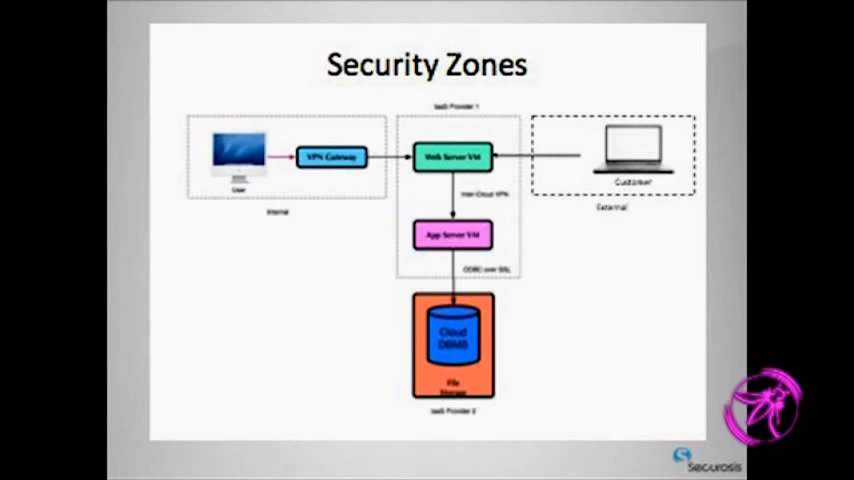 Security Zones
IaaS Provider 1
VPN Gateway
Web Server VM
User
Customer
Inter-Cloud VPN
Internal
External
App Server VM
ODBC over SSL
Cloud
DBMS
File
Storage
IaaS Provider 2
Securosis